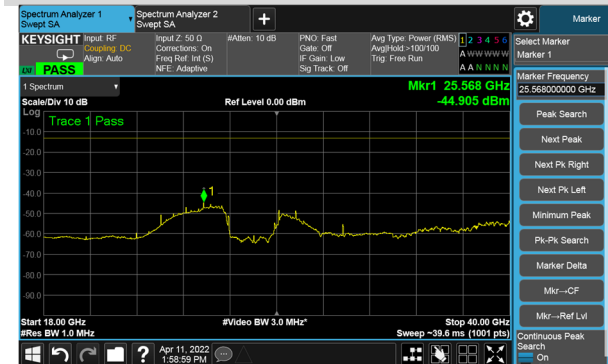 Spectrum Analyzer 1
Swept SA
Spectrum Analyzer 2
Swept SA
+
Marker
KEYSIGHT
Input: RF
Coupling: DC
Align: Auto
Input Z: 50 Ω
Corrections: On
Freq Ref: Int (S)
NFE: Adaptive
#Atten: 10 dB
PNO: Fast
Gate: Off
IF Gain: Low
Sig Track: Off
Avg Type: Power (RMS)
Avg|Hold:>100/100
Trig: Free Run
1 2 3 4 5 6
A W W W W W
A A N N N N
LXI
PASS
Select Marker
Marker 1
1 Spectrum
Mkr1 25.568 GHz
-44.905 dBm
Scale/Div 10 dB
Ref Level 0.00 dBm
Log
Trace 1 Pass
-10.0
-20.0
-30.0
-40.0
-50.0
-60.0
-70.0
-80.0
-90.0
1
Start 18.00 GHz
#Res BW 1.0 MHz
#Video BW 3.0 MHz*
Stop 40.00 GHz
Sweep ~39.6 ms (1001 pts)
Marker Frequency
25.568000000 GHz
Peak Search
Next Peak
Next Pk Right
Next Pk Left
Minimum Peak
Pk-Pk Search
Marker Delta
Mkr→CF
Mkr→Ref Lvl
Continuous Peak
Search
On
?
Apr 11, 2022
1:58:59 PM